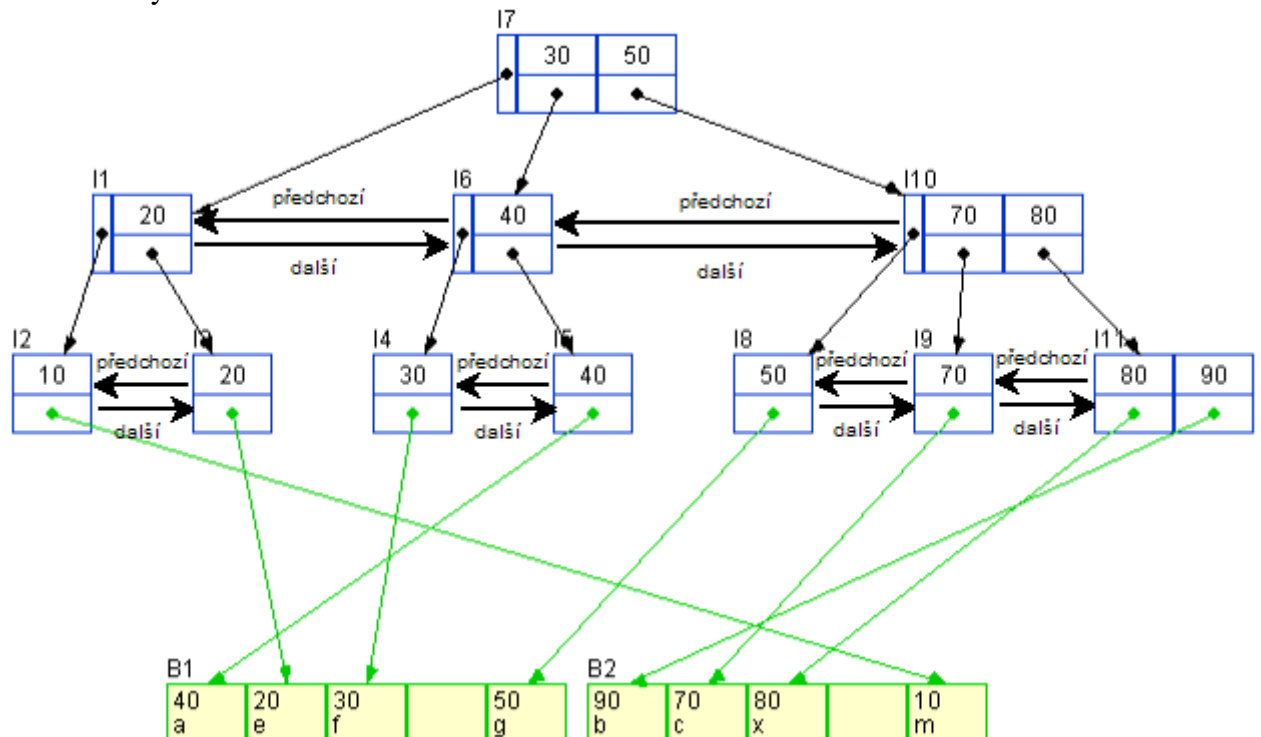 I7
30 50
I1
20
předchozí
další
I6
40
předchozí
další
I10
70 80
I2
10
předchozí
další
20
I4
30
předchozí
další
40
I8
50
předchozí
další
I9
70
předchozí
další
I11
80 90
B1
40 20 30 50
a e f g
B2
90 70 80 10
b c x m